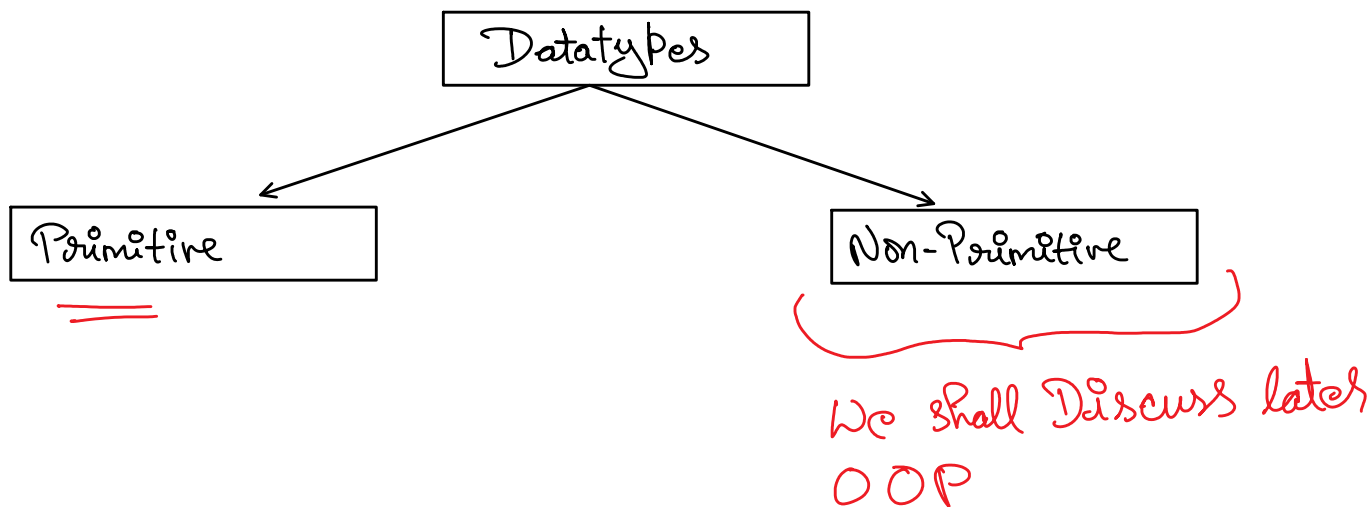 Datatypes
Primitive
Non-Primitive
We shall Discuss later
OOP